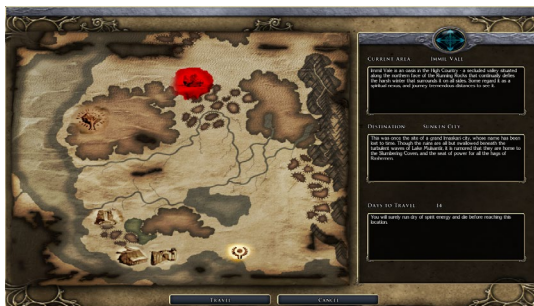 CURRENT AREA IMMIL VALE
Immil Vale is an oasis in the High Country - a secluded valley situated
along the northern face of the Running Rocks that continually defies
the harsh winter that surrounds it on all sides. Some regard it as a
spiritual nexus, and journey tremendous distances to see it.
DESTINATION SUNKEN CITY
This was once the site of a grand Imaskari city, whose name has been
lost to time. Though the ruins are all but swallowed beneath the
turbulent waves of Lake Mulsantir, it is rumored that they are home to
the Slumbering Coven, and the seat of power for all the hags of
Rashemen.
DAYS TO TRAVEL 14
You will surely run dry of spirit energy and die before reaching this
location.
TRAVEL CANCEL